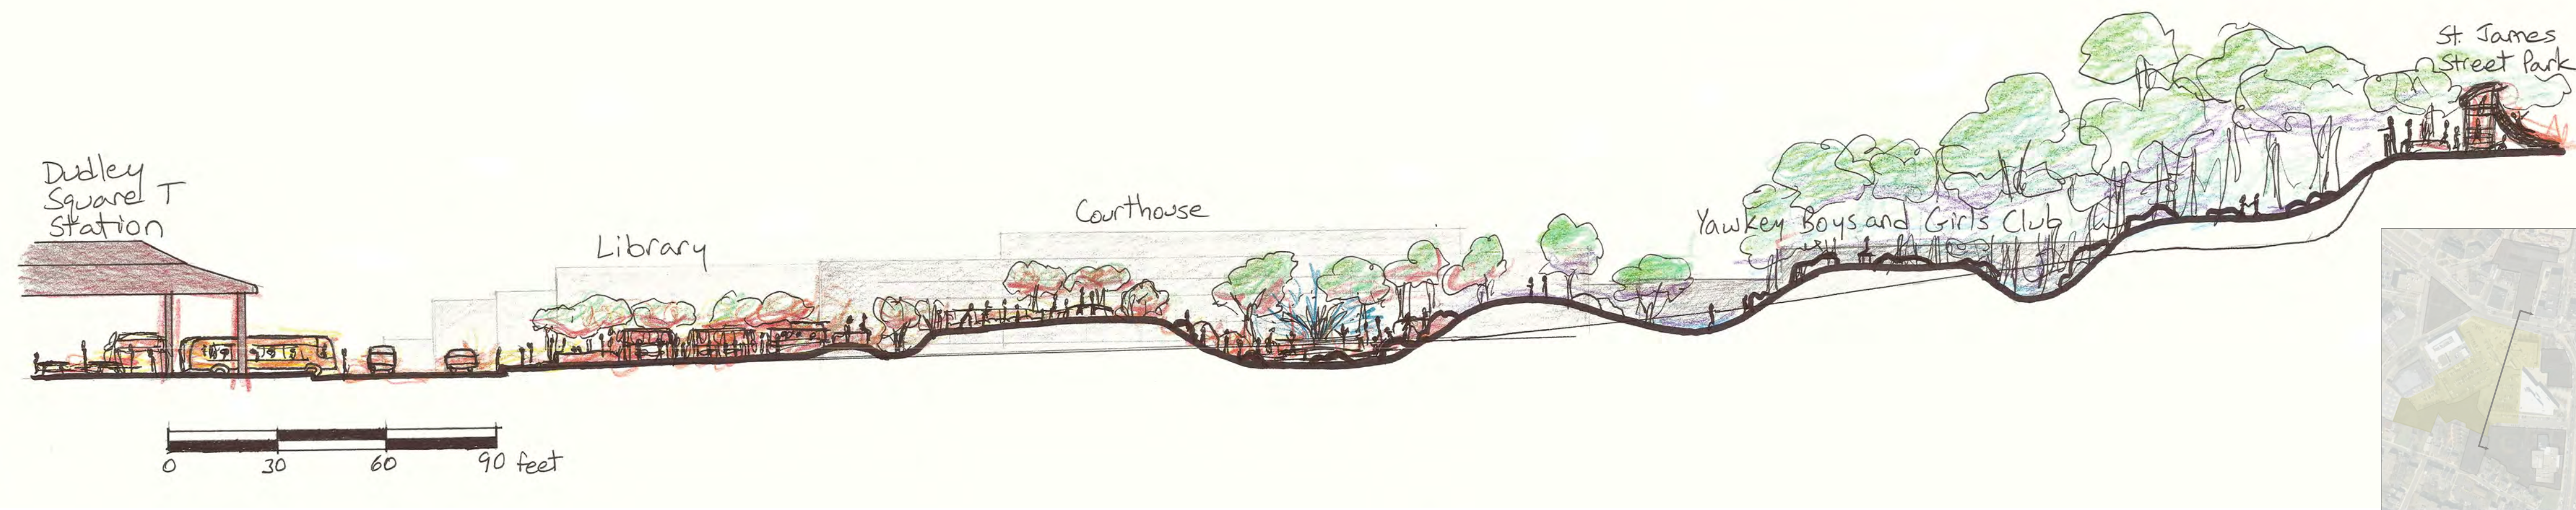 St. James
Street Park
Dudley
Square T
Station
Library
Courthouse
Yawkey Boys and Girls Club
0 30 60 90 feet